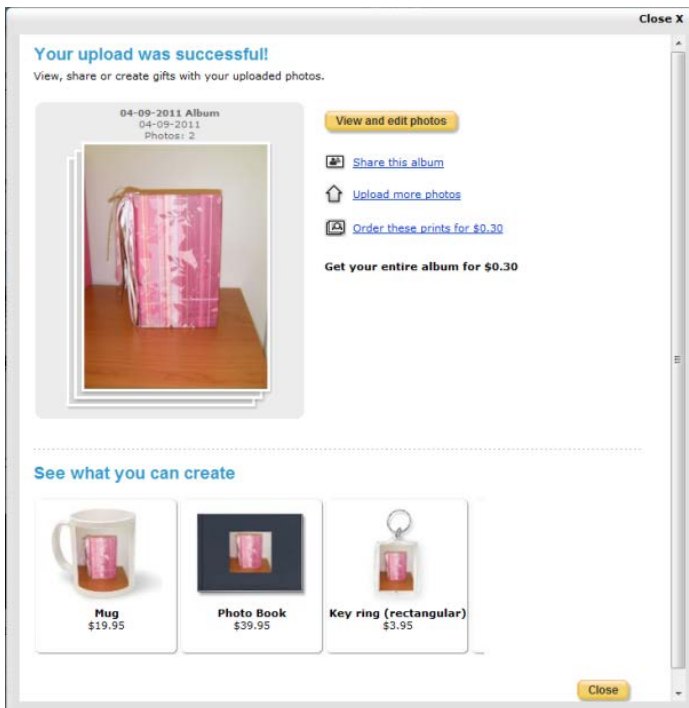 Close X
Your upload was successful!
View, share or create gifts with your uploaded photos.
04-09-2011 Album
04-09-2011
Photos: 2
View and edit photos
Share this album
Upload more photos
Order these prints for $0.30
Get your entire album for $0.30
See what you can create
Mug
$19.95
Photo Book
$39.95
Key ring (rectangular)
$3.95
Close